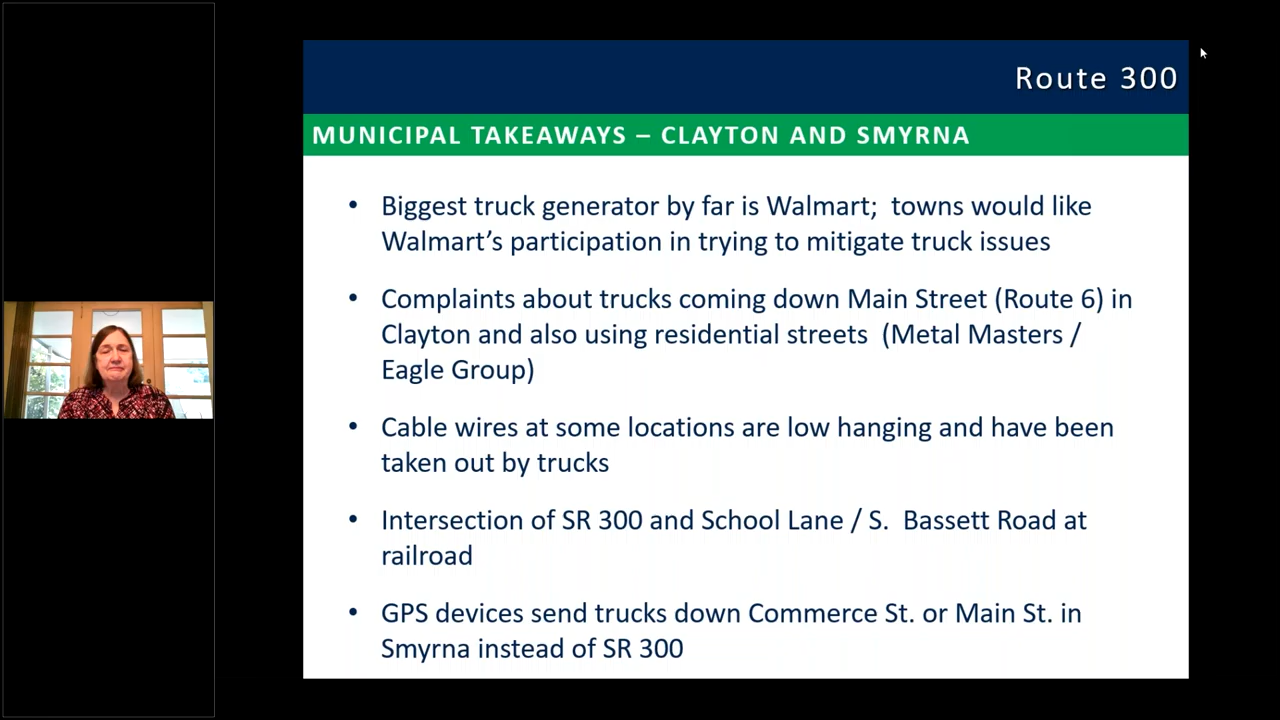 Route 300
MUNICIPAL TAKEAWAYS – CLAYTON AND SMYRNA
• Biggest truck generator by far is Walmart;  towns would like
Walmart’s participation in trying to mitigate truck issues
• Complaints about trucks coming down Main Street (Route 6) in
Clayton and also using residential streets  (Metal Masters /
Eagle Group)
• Cable wires at some locations are low hanging and have been
taken out by trucks
• Intersection of SR 300 and School Lane / S.  Bassett Road at
railroad
• GPS devices send trucks down Commerce St. or Main St. in
Smyrna instead of SR 300